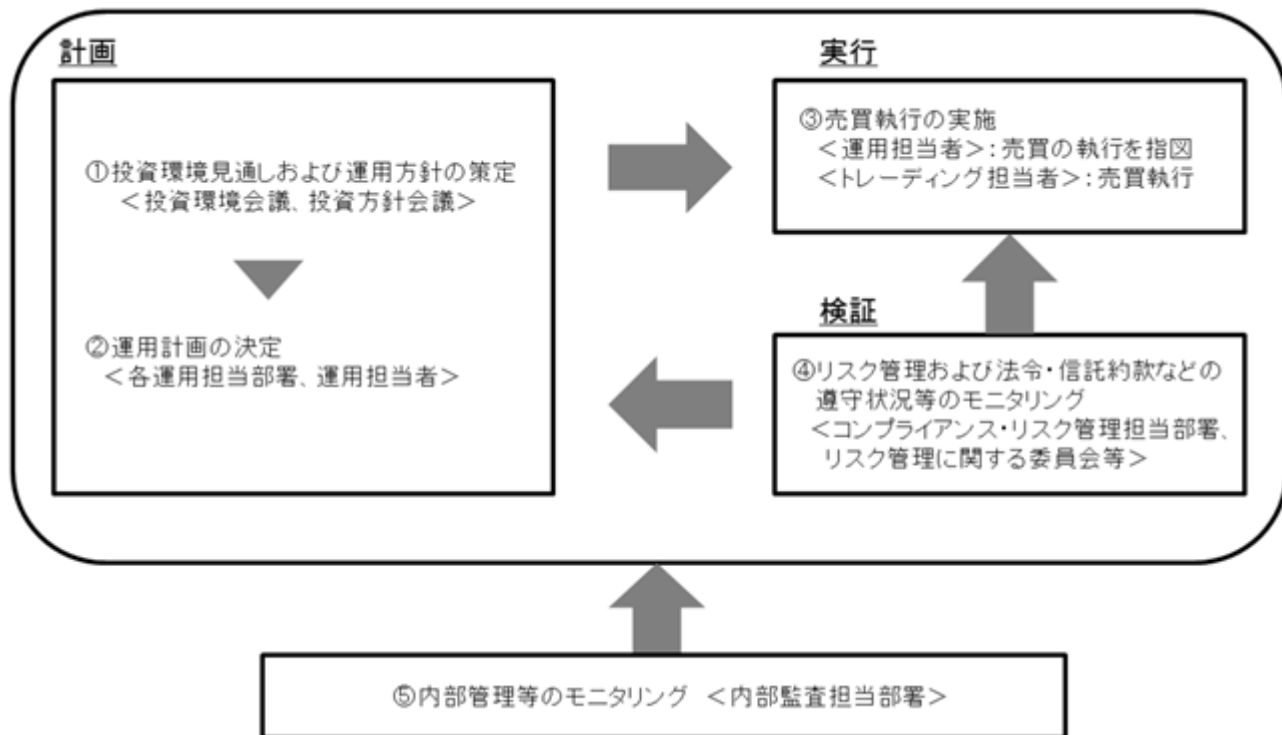 計画
①投資環境見通しおよび運用方針の策定
＜投資環境会議、投資方針会議＞
②運用計画の決定
＜各運用担当部署、運用担当者＞
実行
③売買執行の実施
＜運用担当者＞：売買の執行を指図
＜トレーディング担当者＞：売買執行
検証
④リスク管理および法令・信託約款などの
遵守状況等のモニタリング
＜コンプライアンス・リスク管理担当部署、
リスク管理に関する委員会等＞
⑤内部管理等のモニタリング ＜内部監査担当部署＞